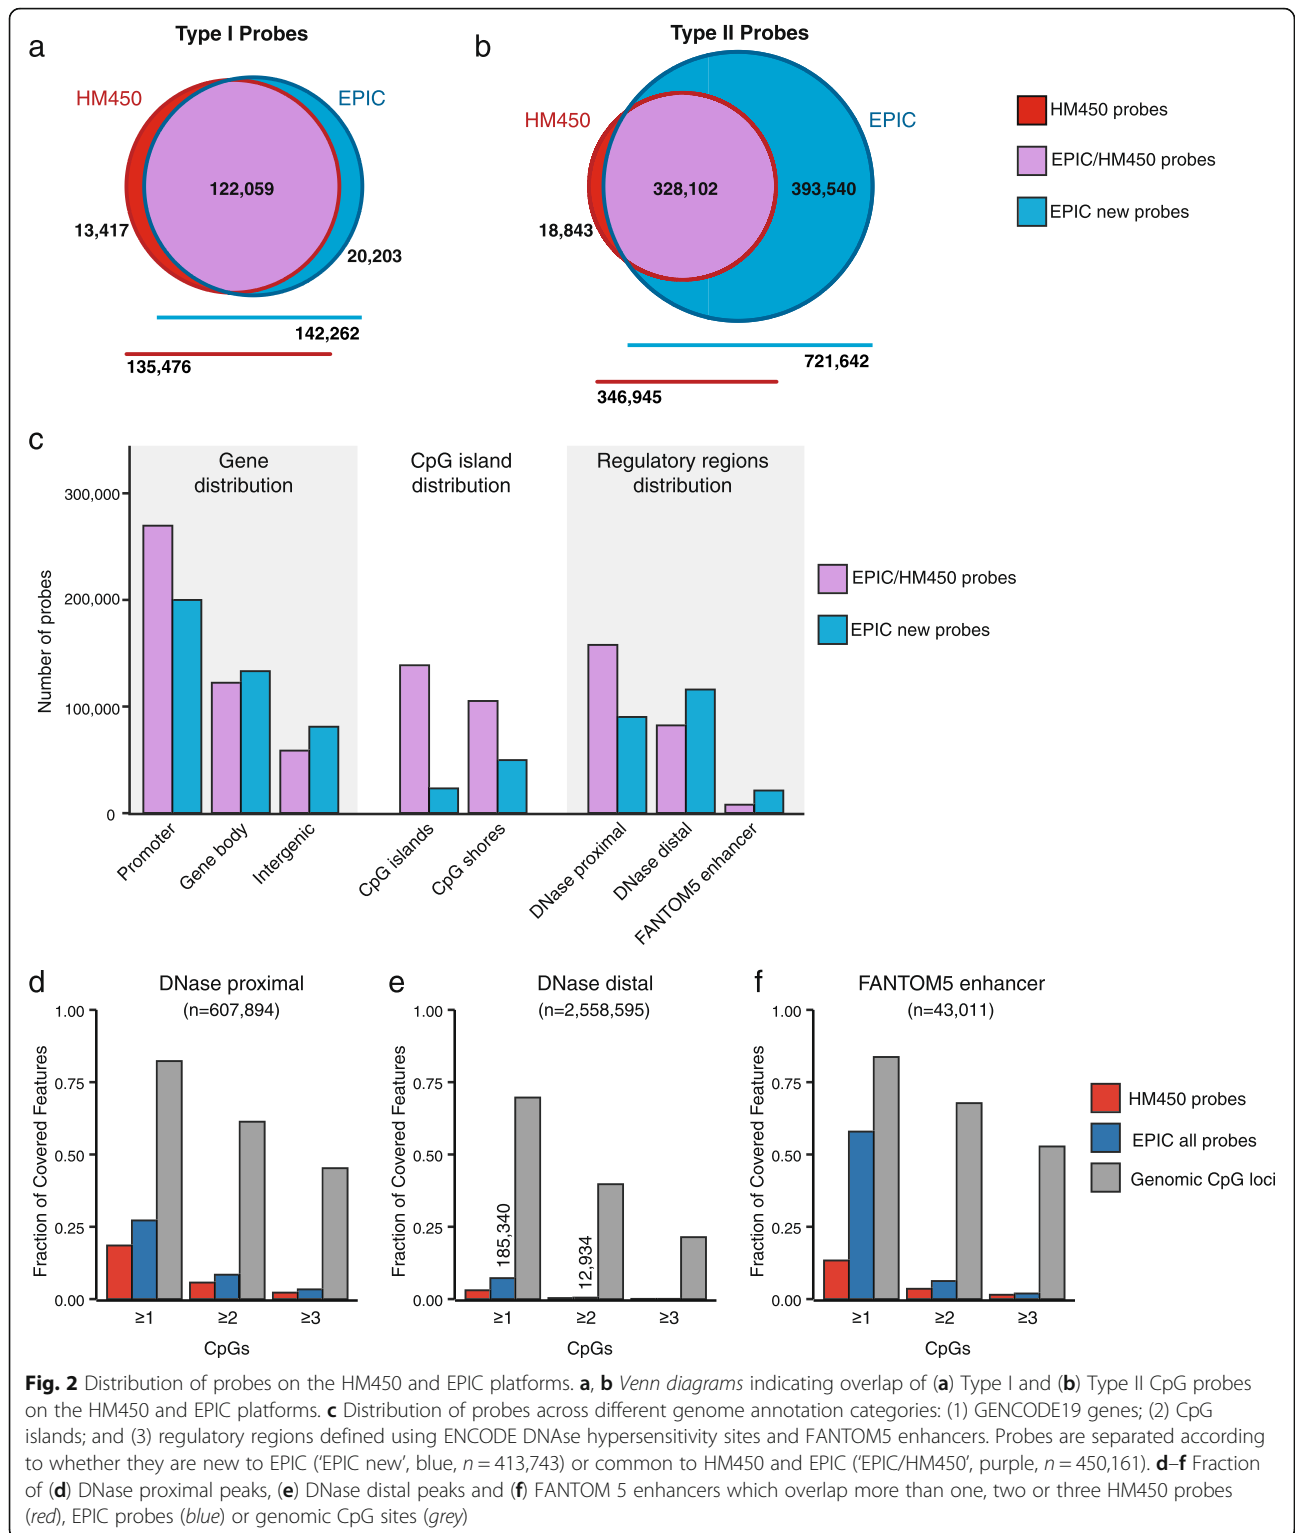 a
Type I Probes
HM450
EPIC
122,059
13,417
20,203
142,262
135,476
b
Type II Probes
HM450
EPIC
328,102
393,540
18,843
721,642
346,945
HM450 probes
EPIC/HM450 probes
EPIC new probes
c
Gene
distribution
CpG island
distribution
Regulatory regions
distribution
Number of probes
300,000
200,000
100,000
0
Promoter
Gene body
Intergenic
CpG islands
CpG shores
DNase proximal
DNase distal
FANTOM5 enhancer
EPIC/HM450 probes
EPIC new probes
d
DNase proximal
(n=607,894)
Fraction of Covered Features
1.00
0.75
0.50
0.25
0.00
≥1
≥2
≥3
CpGs
e
DNase distal
(n=2,558,595)
Fraction of Covered Features
1.00
0.75
0.50
0.25
0.00
185,340
12,934
≥1
≥2
≥3
CpGs
f
FANTOM5 enhancer
(n=43,011)
Fraction of Covered Features
1.00
0.75
0.50
0.25
0.00
≥1
≥2
≥3
CpGs
HM450 probes
EPIC all probes
Genomic CpG loci
Fig. 2 Distribution of probes on the HM450 and EPIC platforms. a, b Venn diagrams indicating overlap of (a) Type I and (b) Type II CpG probes
on the HM450 and EPIC platforms. c Distribution of probes across different genome annotation categories: (1) GENCODE19 genes; (2) CpG
islands; and (3) regulatory regions defined using ENCODE DNAse hypersensitivity sites and FANTOM5 enhancers. Probes are separated according
to whether they are new to EPIC (‘EPIC new’, blue, n = 413,743) or common to HM450 and EPIC (‘EPIC/HM450’, purple, n = 450,161). d–f Fraction
of (d) DNase proximal peaks, (e) DNase distal peaks and (f) FANTOM 5 enhancers which overlap more than one, two or three HM450 probes
(red), EPIC probes (blue) or genomic CpG sites (grey)